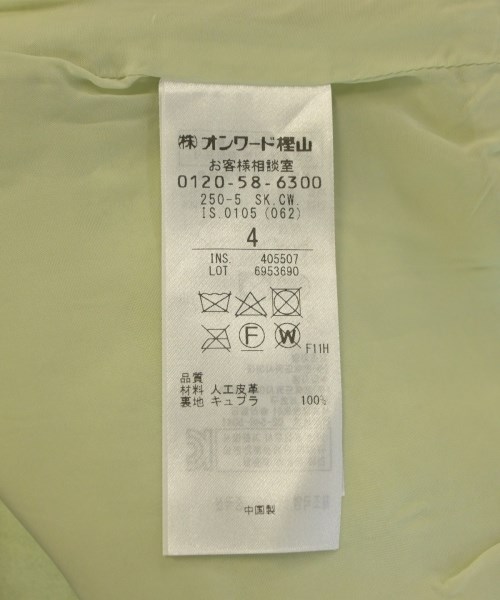 ㈱オンワード樫山
お客様相談室
0120-58-6300
250-5 SK.CW.
IS.0105(062)
4
INS. 405507
LOT 6953690
F W
F11H
品質
材料 人工皮革
裏地 キュプラ 100%
中国製